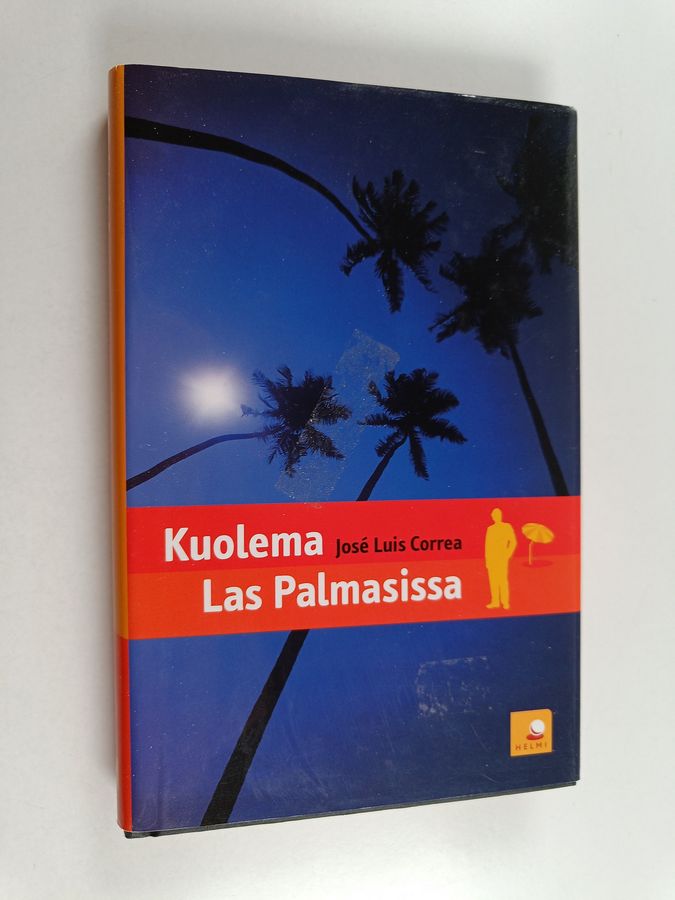 Kuolema José Luis Correa
Las Palmasissa
HELMI